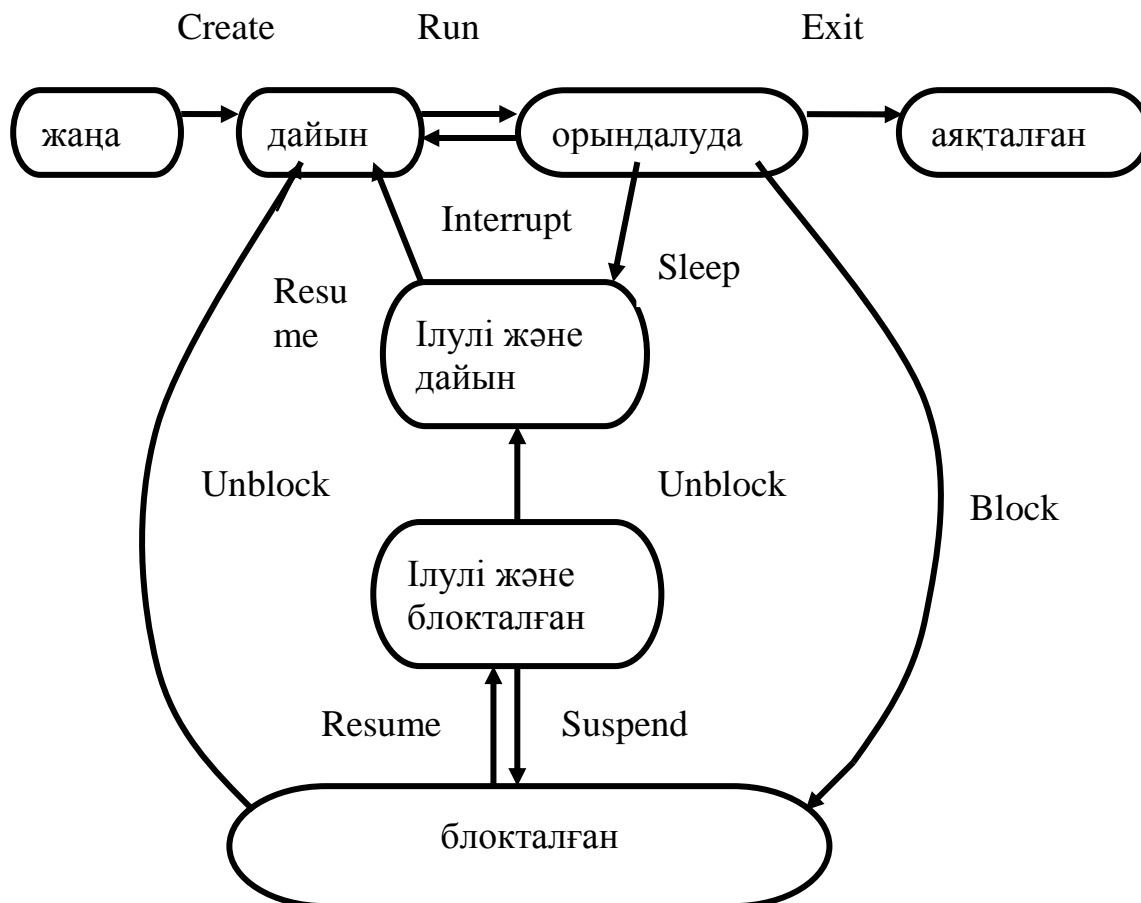 Create Run Exit
жаңа дайын орындалуда аяқталған
Interrupt
Sleep
Resu
me
Ілулі және
дайын
Unblock Unblock
Block
Ілулі және
блокталған
Resume Suspend
блокталған